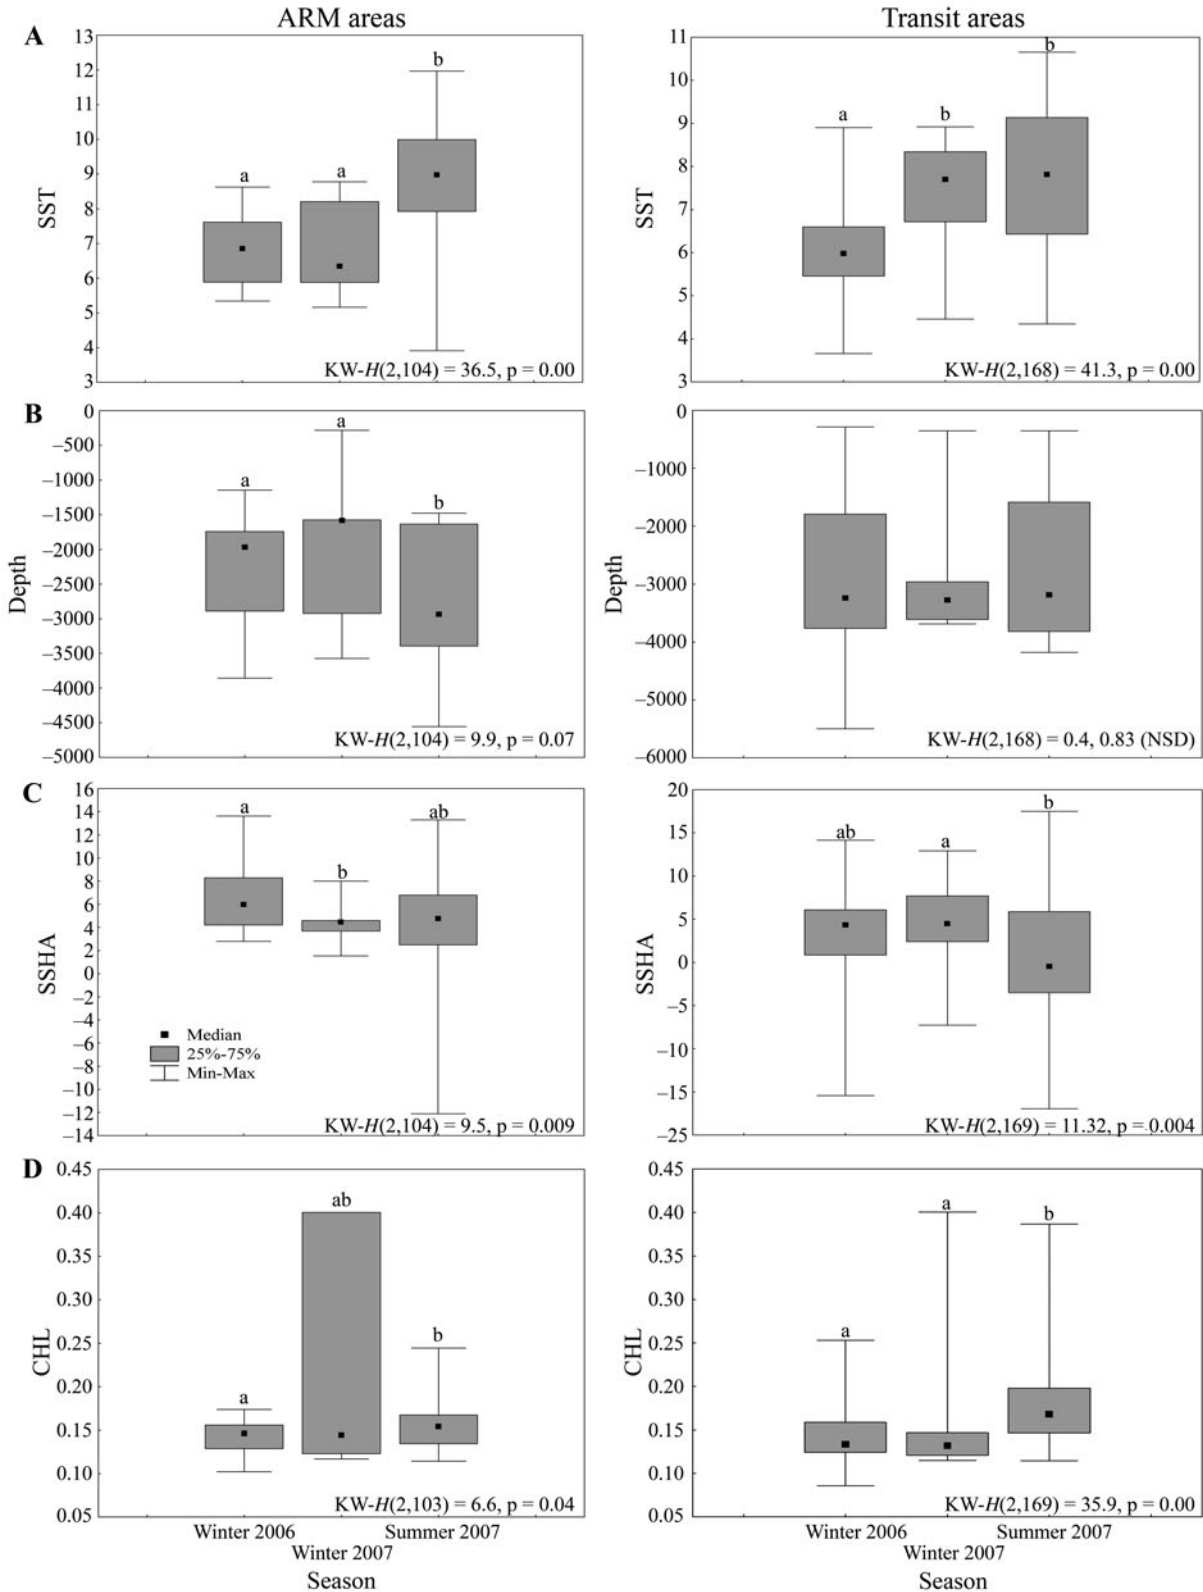 ARM areas
Transit areas
A
13
12
11
10
9
8
7
6
5
4
3
SST
a
a
b
KW-H(2,104) = 36.5, p = 0.00
11
10
9
8
7
6
5
4
3
SST
a
b
b
KW-H(2,168) = 41.3, p = 0.00
B
0
–500
–1000
–1500
–2000
–2500
–3000
–3500
–4000
–4500
–5000
Depth
a
a
b
KW-H(2,104) = 9.9, p = 0.07
0
–1000
–2000
–3000
–4000
–5000
–6000
KW-H(2,168) = 0.4, 0.83 (NSD)
C
16
14
12
10
8
6
4
2
0
–2
–4
–6
–8
–10
–12
–14
SSHA
a
b
ab
Median
25%-75%
Min-Max
KW-H(2,104) = 9.5, p = 0.009
20
15
10
5
0
–5
–10
–15
–25
SSHA
ab
a
b
KW-H(2,169) = 11.32, p = 0.004
D
0.45
0.40
0.35
0.30
0.25
0.20
0.15
0.10
0.05
CHL
a
ab
b
KW-H(2,103) = 6.6, p = 0.04
Winter 2006
Summer 2007
Winter 2007
Season
0.45
0.40
0.35
0.30
0.25
0.20
0.15
0.10
0.05
CHL
a
a
b
KW-H(2,169) = 35.9, p = 0.00
Winter 2006
Summer 2007
Winter 2007
Season